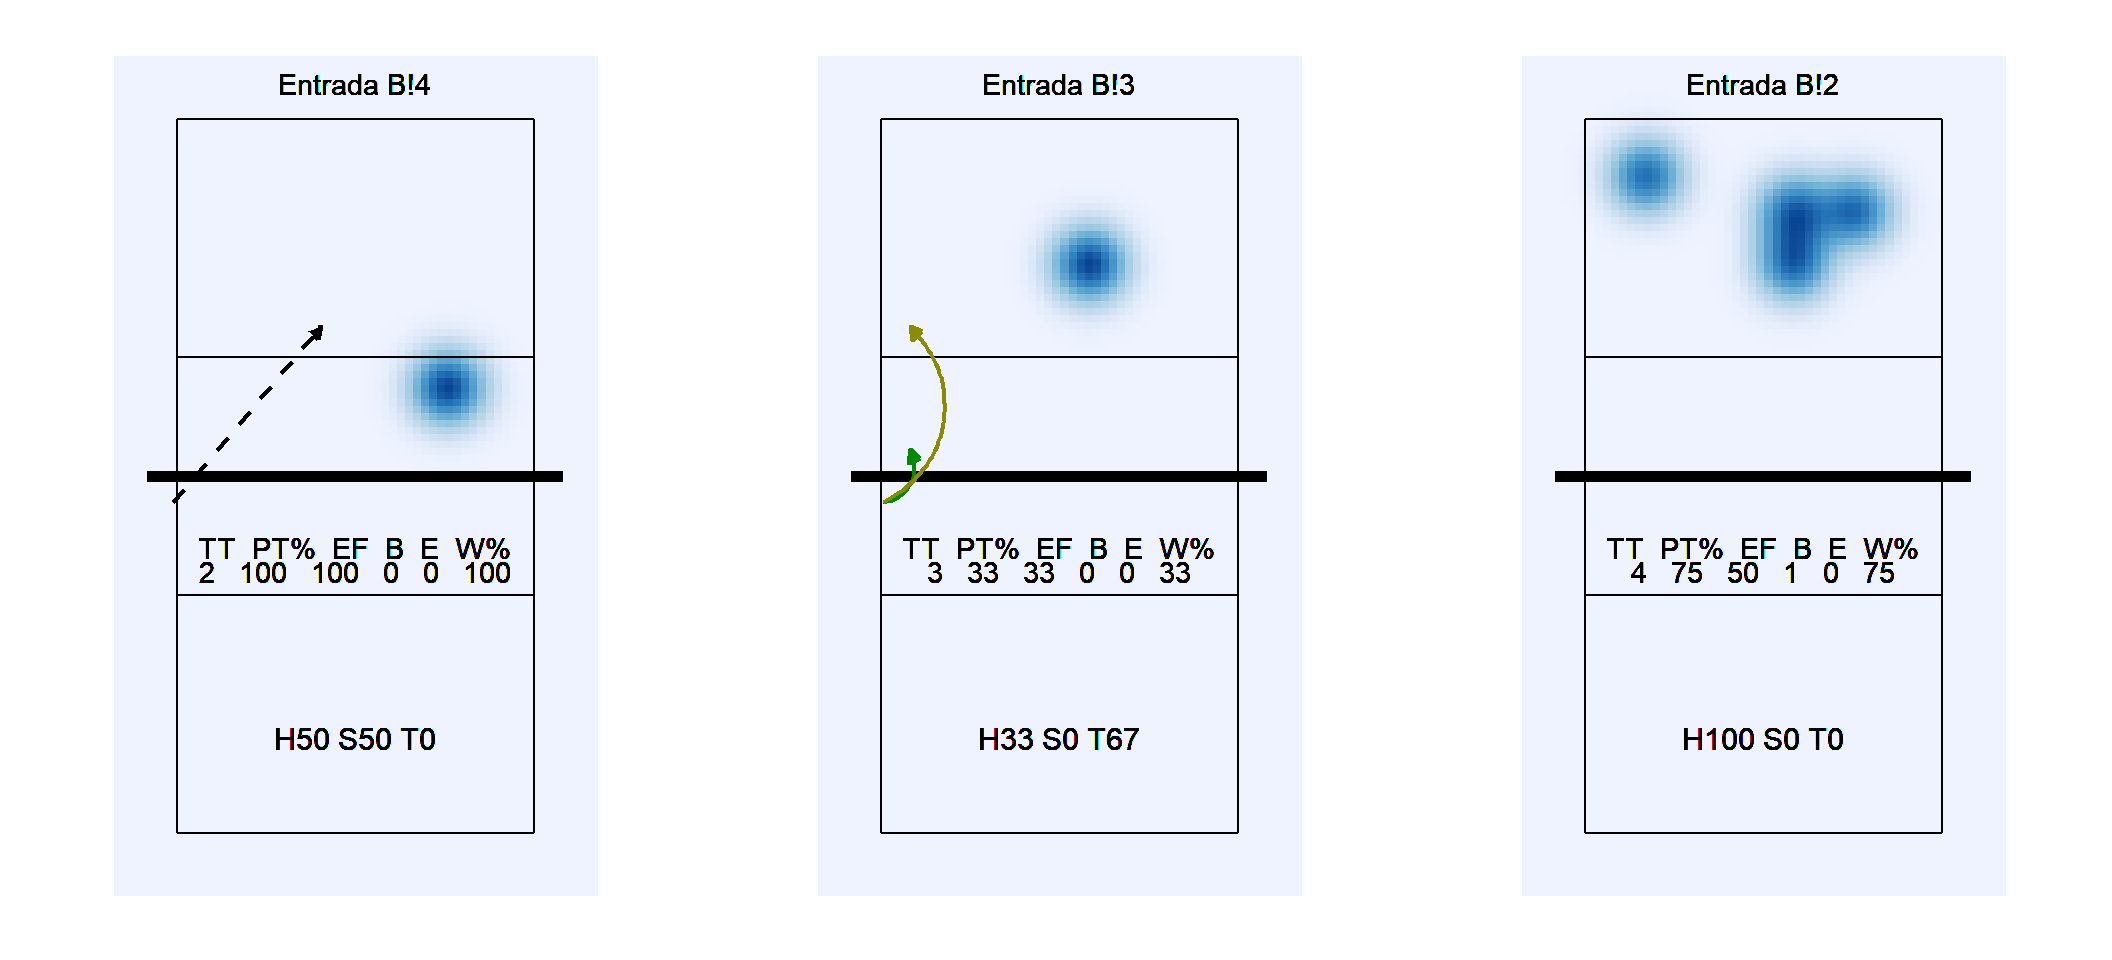 Entrada B!4
TT PT% EF B E W%
2 100 100 0 0 100
H50 S50 T0
Entrada B!3
TT PT% EF B E W%
3 33 33 0 0 33
H33 S0 T67
Entrada B!2
TT PT% EF B E W%
4 75 50 1 0 75
H100 S0 T0